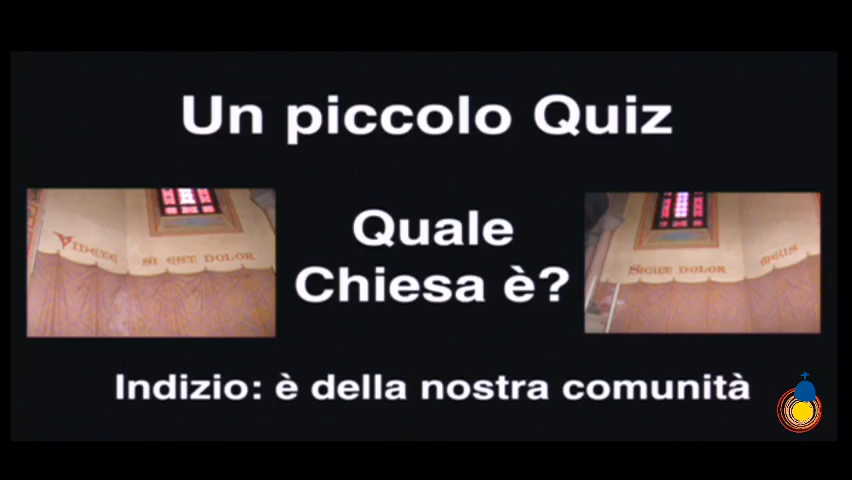 Un piccolo Quiz
VIDETE SI EST DOLOR
Quale
Chiesa è?
SICUT DOLOR MEUS
Indizio: è della nostra comunità